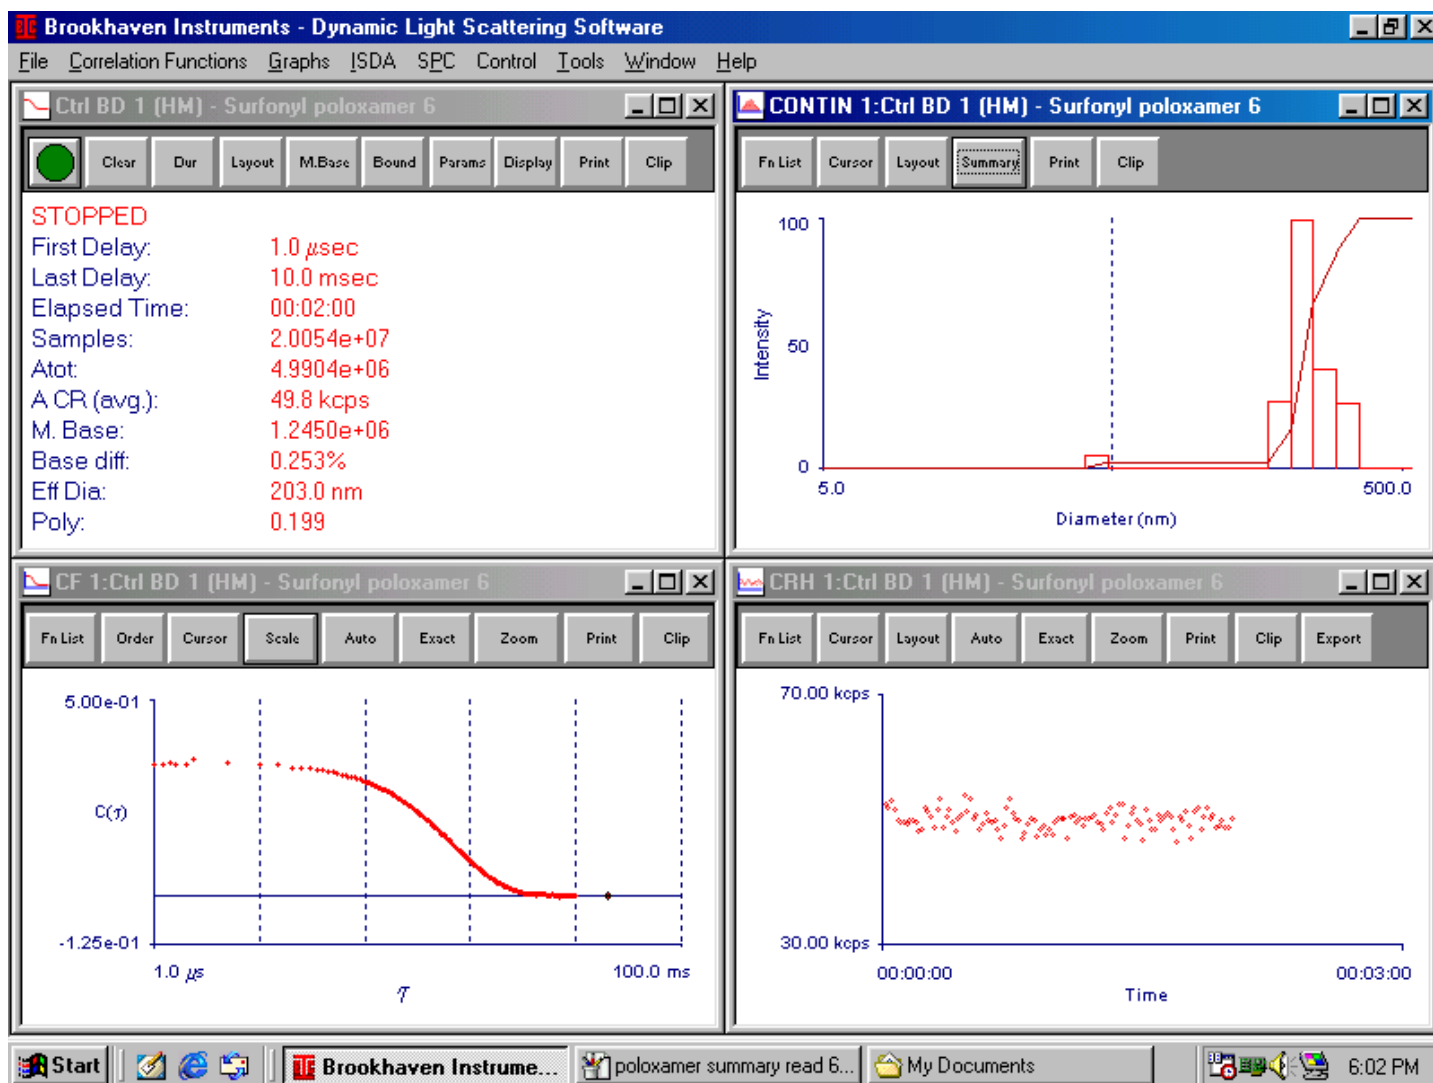 Brookhaven Instruments - Dynamic Light Scattering Software
File Correlation Functions Graphs ISDA SPC Control Tools Window Help
Ctrl BD 1 (HM) - Surfonyl poloxamer 6
Clear Dur Layout M.Base Bound Params Display Print Clip
STOPPED
First Delay: 1.0 µsec
Last Delay: 10.0 msec
Elapsed Time: 00:02:00
Samples: 2.0054e+07
Atot: 4.9904e+06
A CR (avg.): 49.8 kcps
M. Base: 1.2450e+06
Base diff: 0.253%
Eff Dia: 203.0 nm
Poly: 0.199
CONTIN 1:Ctrl BD 1 (HM) - Surfonyl poloxamer 6
Fn List Cursor Layout Summary Print Clip
100
50
0
Intensity
5.0 500.0
Diameter (nm)
CF 1:Ctrl BD 1 (HM) - Surfonyl poloxamer 6
Fn List Order Cursor Scale Auto Exact Zoom Print Clip
5.00e-01
C(τ)
-1.25e-01
1.0 µs 100.0 ms
τ
CRH 1:Ctrl BD 1 (HM) - Surfonyl poloxamer 6
Fn List Cursor Layout Auto Exact Zoom Print Clip Export
70.00 kcps
30.00 kcps
00:00:00 00:03:00
Time
Start Brookhaven Instrume... poloxamer summary read 6... My Documents 6:02 PM